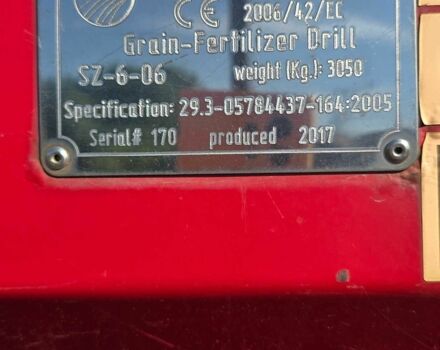 CE 2006/42/EC
Grain-Fertilizer Drill
SZ-6-06 weight (Kg.): 3050
Specification: 29.3-05784437-164:2005
Serial# 170 produced 2017